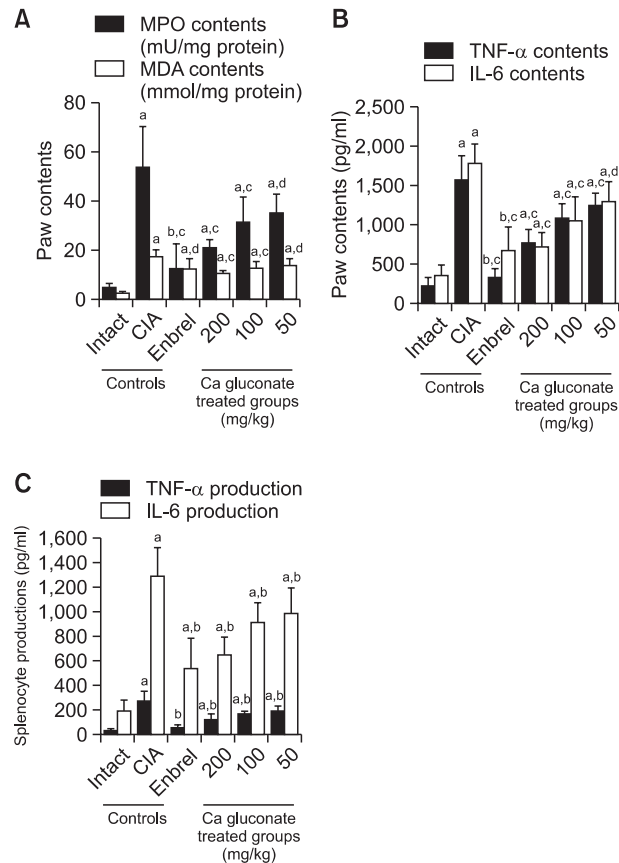 A
MPO contents
(mU/mg protein)
MDA contents
(mmol/mg protein)
80
60
40
20
0
Paw contents
a
a
b,c
a,d
a,c
a,c
a,c
a,c
a,d
a,d
Intact
CIA
Enbrel
200
100
50
Controls
Ca gluconate
treated groups
(mg/kg)
B
TNF-α contents
IL-6 contents
2,500
2,000
1,500
1,000
500
0
Paw contents (pg/ml)
a
a
b,c
b,c
a,c
a,c
a,c
a,c
a,c
a,d
Intact
CIA
Enbrel
200
100
50
Controls
Ca gluconate
treated groups
(mg/kg)
C
TNF-α production
IL-6 production
1,600
1,400
1,200
1,000
800
600
400
200
0
Splenocyte productions (pg/ml)
a
a
b
a,b
a,b
a,b
a,b
a,b
a,b
a,b
Intact
CIA
Enbrel
200
100
50
Controls
Ca gluconate
treated groups
(mg/kg)